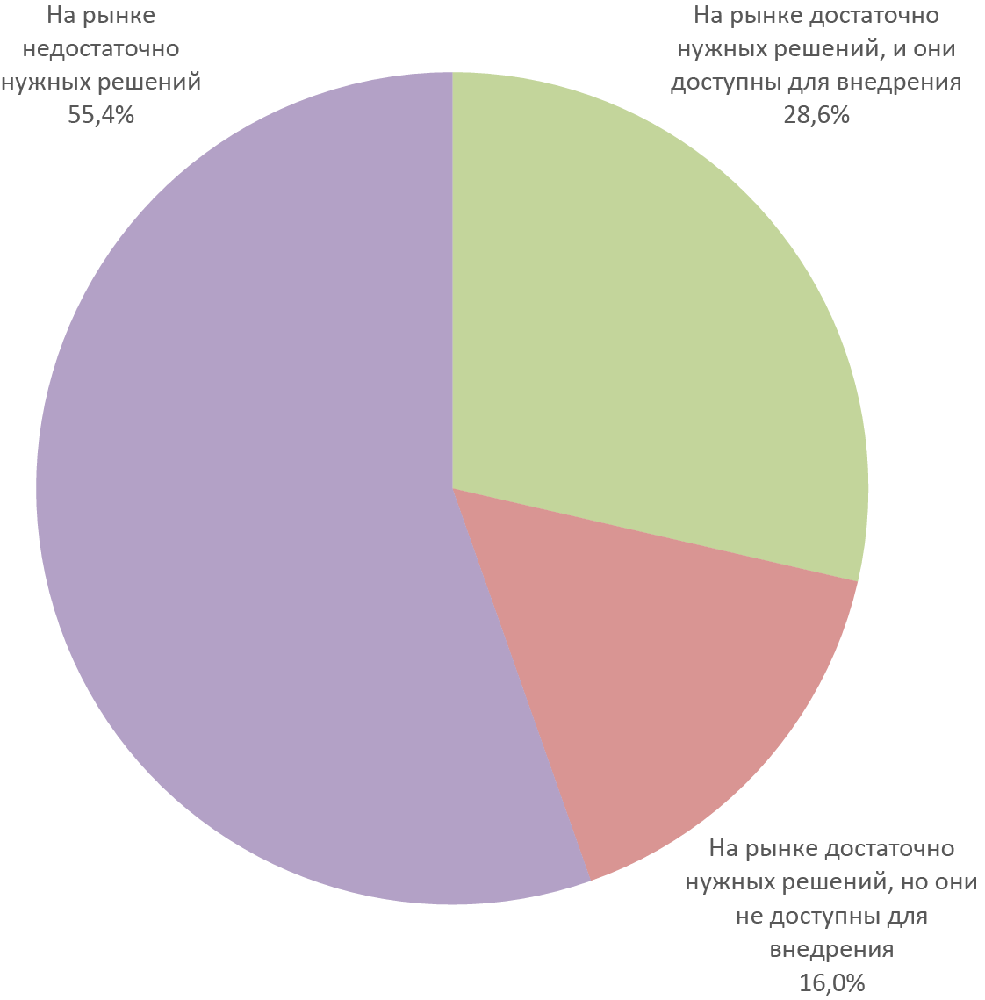 На рынке
недостаточно
нужных решений
55,4%
На рынке достаточно
нужных решений, и они
доступны для внедрения
28,6%
На рынке достаточно
нужных решений, но они
не доступны для
внедрения
16,0%